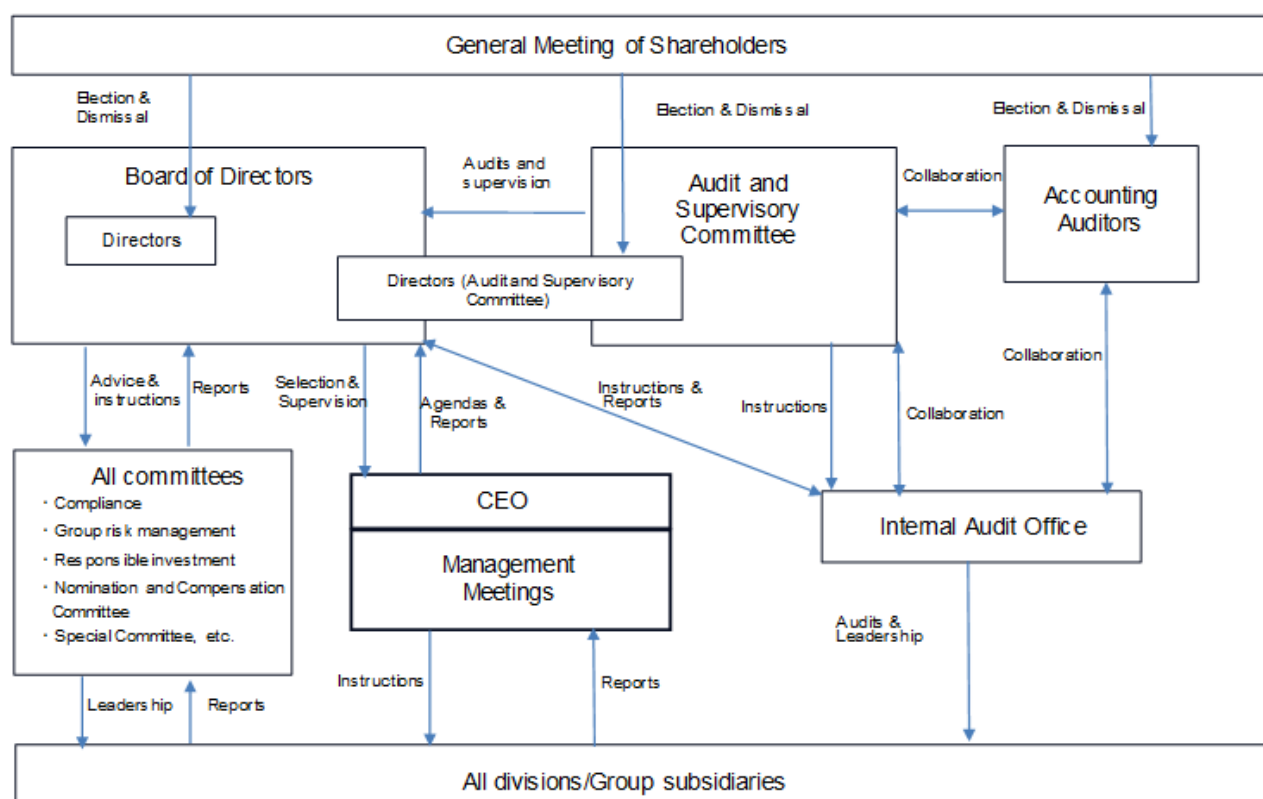 General Meeting of Shareholders
Election &
Dismissal
Election & Dismissal
Election & Dismissal
Board of Directors
Directors
Audits and
supervision
Audit and
Supervisory
Committee
Collaboration
Accounting
Auditors
Directors (Audit and Supervisory
Committee)
Advice &
instructions
Reports
Selection &
Supervision
Agendas &
Reports
Instructions &
Reports
Instructions
Collaboration
Collaboration
All committees
・Compliance
・Group risk management
・Responsible investment
・Nomination and Compensation
Committee
・Special Committee, etc.
CEO
Management
Meetings
Internal Audit Office
Audits &
Leadership
Leadership
Reports
Instructions
Reports
All divisions/Group subsidiaries